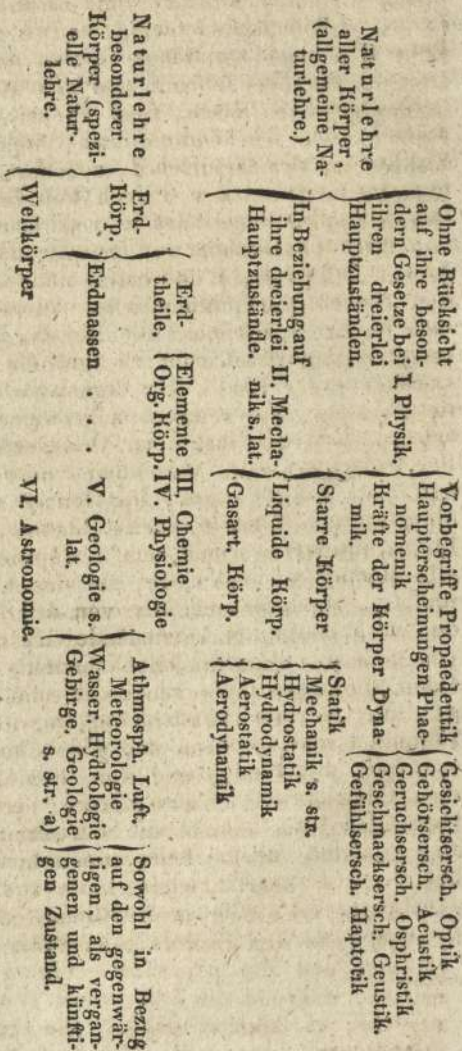 Naturlehre
aller Körper,
(allgemeine Na-
turlehre.)
Ohne Rücksicht
auf ihre beson-
dern Gesetze bei
ihren dreierlei
Hauptzuständen.
I. Physik.
Vorbegriffe Propaedeutik
Haupterscheinungen Phae-
nomenik
Kräfte der Körper Dyna-
mik
Gesichtsersch. Optik
Gehörsersch. Acustik
Geruchsersch. Osphristik
Geschmacksersch. Geustik.
Gefühlsersch. Haptotik
In Beziehung auf
ihre dreierlei
Hauptzustände.
II. Mecha-
nik s. lat.
Starre Körper
Liquide Körp.
Gasart. Körp.
Statik
Mechanik s. str.
Hydrostatik
Hydrodynamik
Aerostatik
Aerodynamik
Naturlehre
besonderer
Körper (spezi-
elle Natur-
lehre.
Erd-
Körp.
Weltkörper
Erd-
theile.
Erdmassen . . . .
Elemente III. Chemie
Org. Körp. IV. Physiologie
V. Geologie s.
lat.
VI. Astronomie.
Athmosph. Luft,
Meteorologie
Wasser, Hydrologie
Gebirge, Geologie
s. str. a)
Sowohl in Bezug
auf den gegenwär-
tigen, als vergan-
genen und künfti-
gen Zustand.